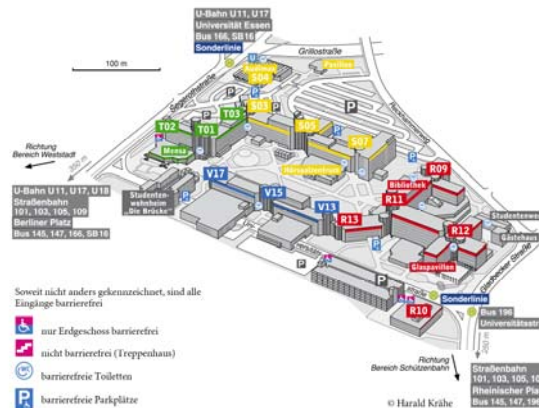 U-Bahn U11, U17
Universität Essen
Bus 166, SB16
Sonderlinie
100 m
Grillostraße
Segerothstraße
U
Audimax
S04
Pavillon
P
S03
T03
T02
T01
Mensa
S05
S07
Hörsaalzentrum
Richtung
Bereich Weststadt
U-Bahn U11, U17, U18
Straßenbahn
101, 103, 105, 109
Berliner Platz
Bus 145, 147, 166, SB16
Studenten-
wohnheim
"Die Brücke"
V17
V15
V13
R09
Bibliothek
R11
R13
R12
Glaspavillon
Gästehaus
Gladbecker Straße
R10
Sonderlinie
Bus 196
Richtung
Bereich Schützenbahn
Soweit nicht anders gekennzeichnet, sind alle
Eingänge barrierefrei
nur Erdgeschoss barrierefrei
nicht barrierefrei (Treppenhaus)
WC
barrierefreie Toiletten
P
barrierefreie Parkplätze
© Harald Krähe
Straßenbahn
101, 103, 105, 10
Rheinischer Pla
Bus 145, 147, 196